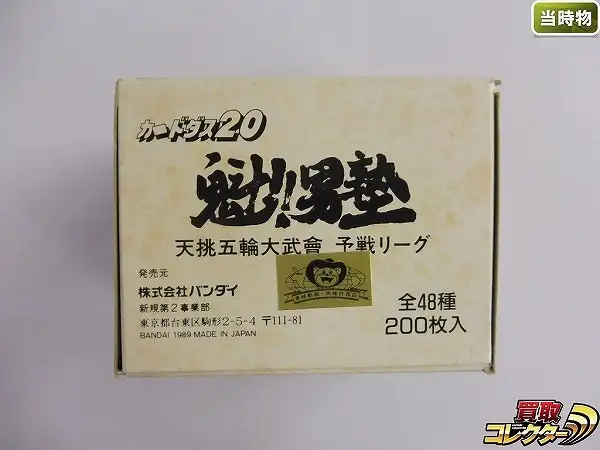 当時物
カードダス20
魁!!男塾
天挑五輪大武會 予戦リーグ
発売元
株式会社バンダイ
新規第2事業部
東京都台東区駒形2-5-4 〒111-81
BANDAI 1989 MADE IN JAPAN
全48種
200枚入
買取
コレクター